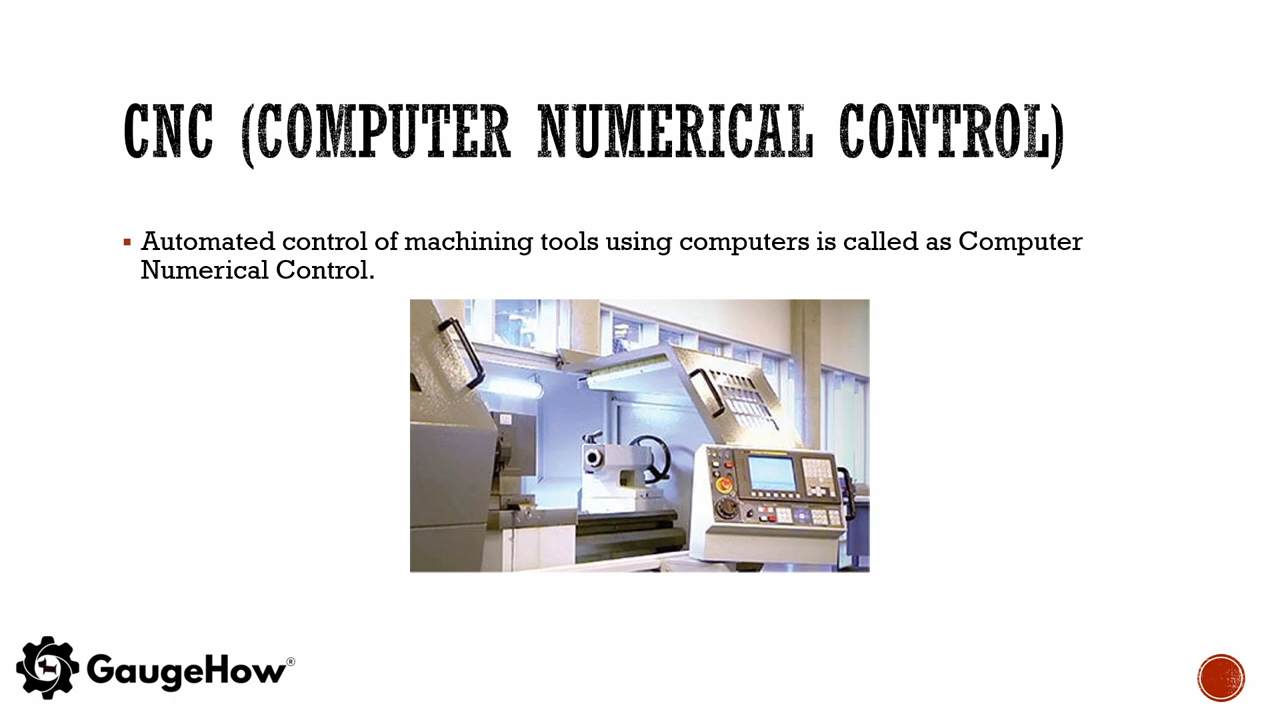 CNC (COMPUTER NUMERICAL CONTROL)
▪ Automated control of machining tools using computers is called as Computer
Numerical Control.
GaugeHow®